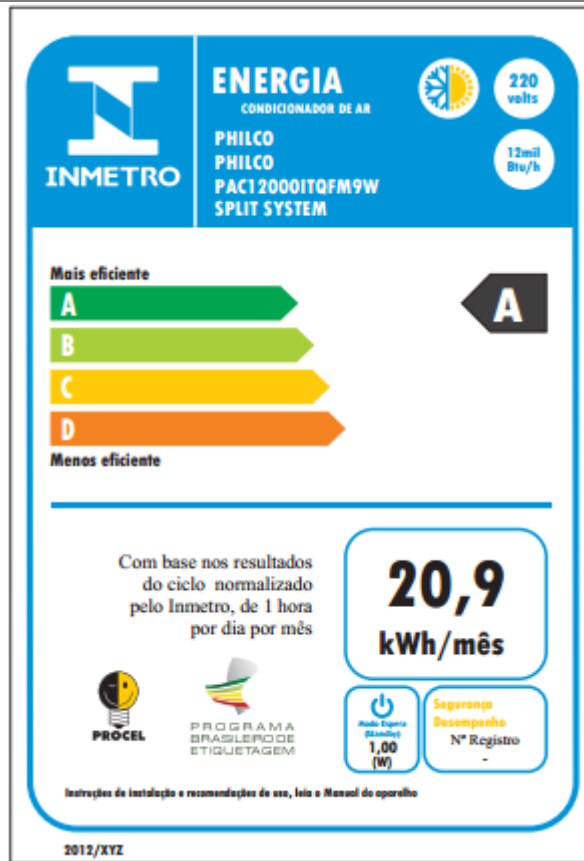 INMETRO
ENERGIA
CONDICIONADOR DE AR
PHILCO
PHILCO
PAC12000ITQFM9W
SPLIT SYSTEM
220
volts
12mil
Btu/h
Mais eficiente
A
A
B
C
D
Menos eficiente
Com base nos resultados
do ciclo normalizado
pelo Inmetro, de 1 hora
por dia por mês
20,9
kWh/mês
PROCEL
PROGRAMA
BRASILEIRO DE
ETIQUETAGEM
Modo Espera
(Standby)
1,00
(W)
Segurança
Desempenho
Nº Registro
-
Instruções de instalação e recomendações de uso, leia o Manual do aparelho
2012/XYZ